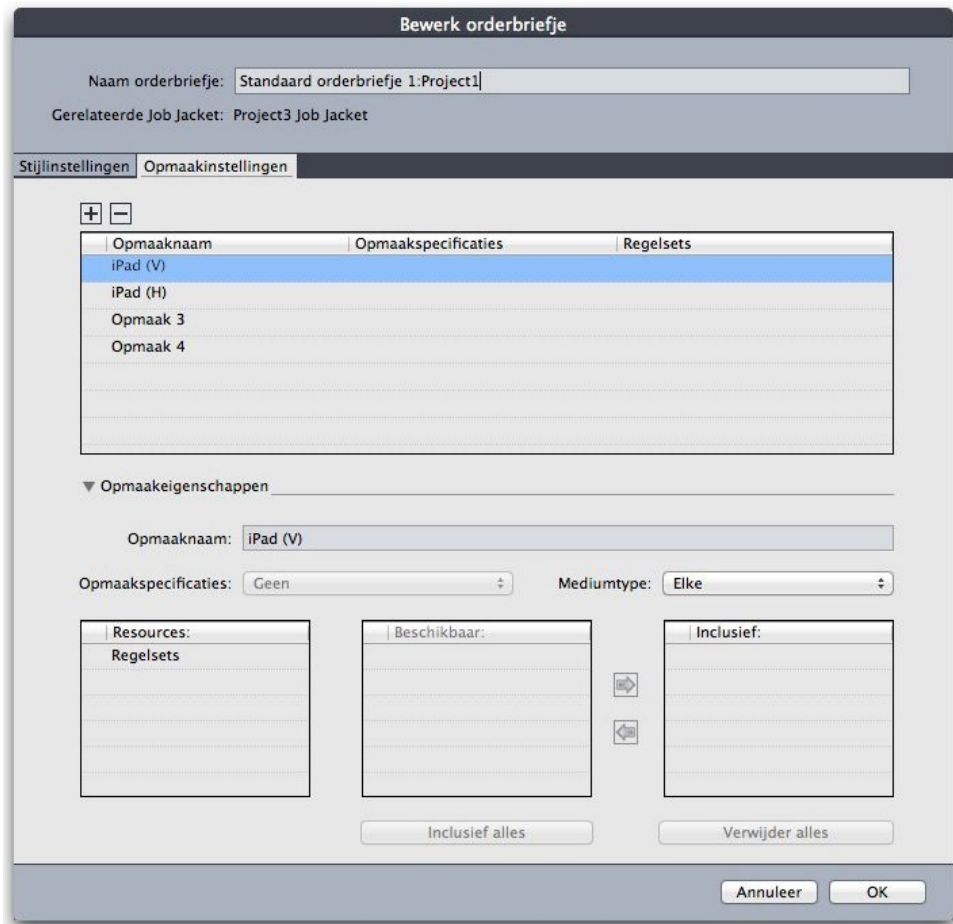 Bewerk orderbriefje
Naam orderbriefje: Standaard orderbriefje 1:Project1
Gerelateerde Job Jacket: Project3 Job Jacket
Stijlinstellingen Opmaakinstellingen
Opmaaknaam Opmaakspecificaties Regelsets
iPad (V)
iPad (H)
Opmaak 3
Opmaak 4
Opmaakeigenschappen
Opmaaknaam: iPad (V)
Opmaakspecificaties: Geen Mediumtype: Elke
Resources: Beschikbaar: Inclusief:
Regelsets
Inclusief alles Verwijder alles
Annuleer OK